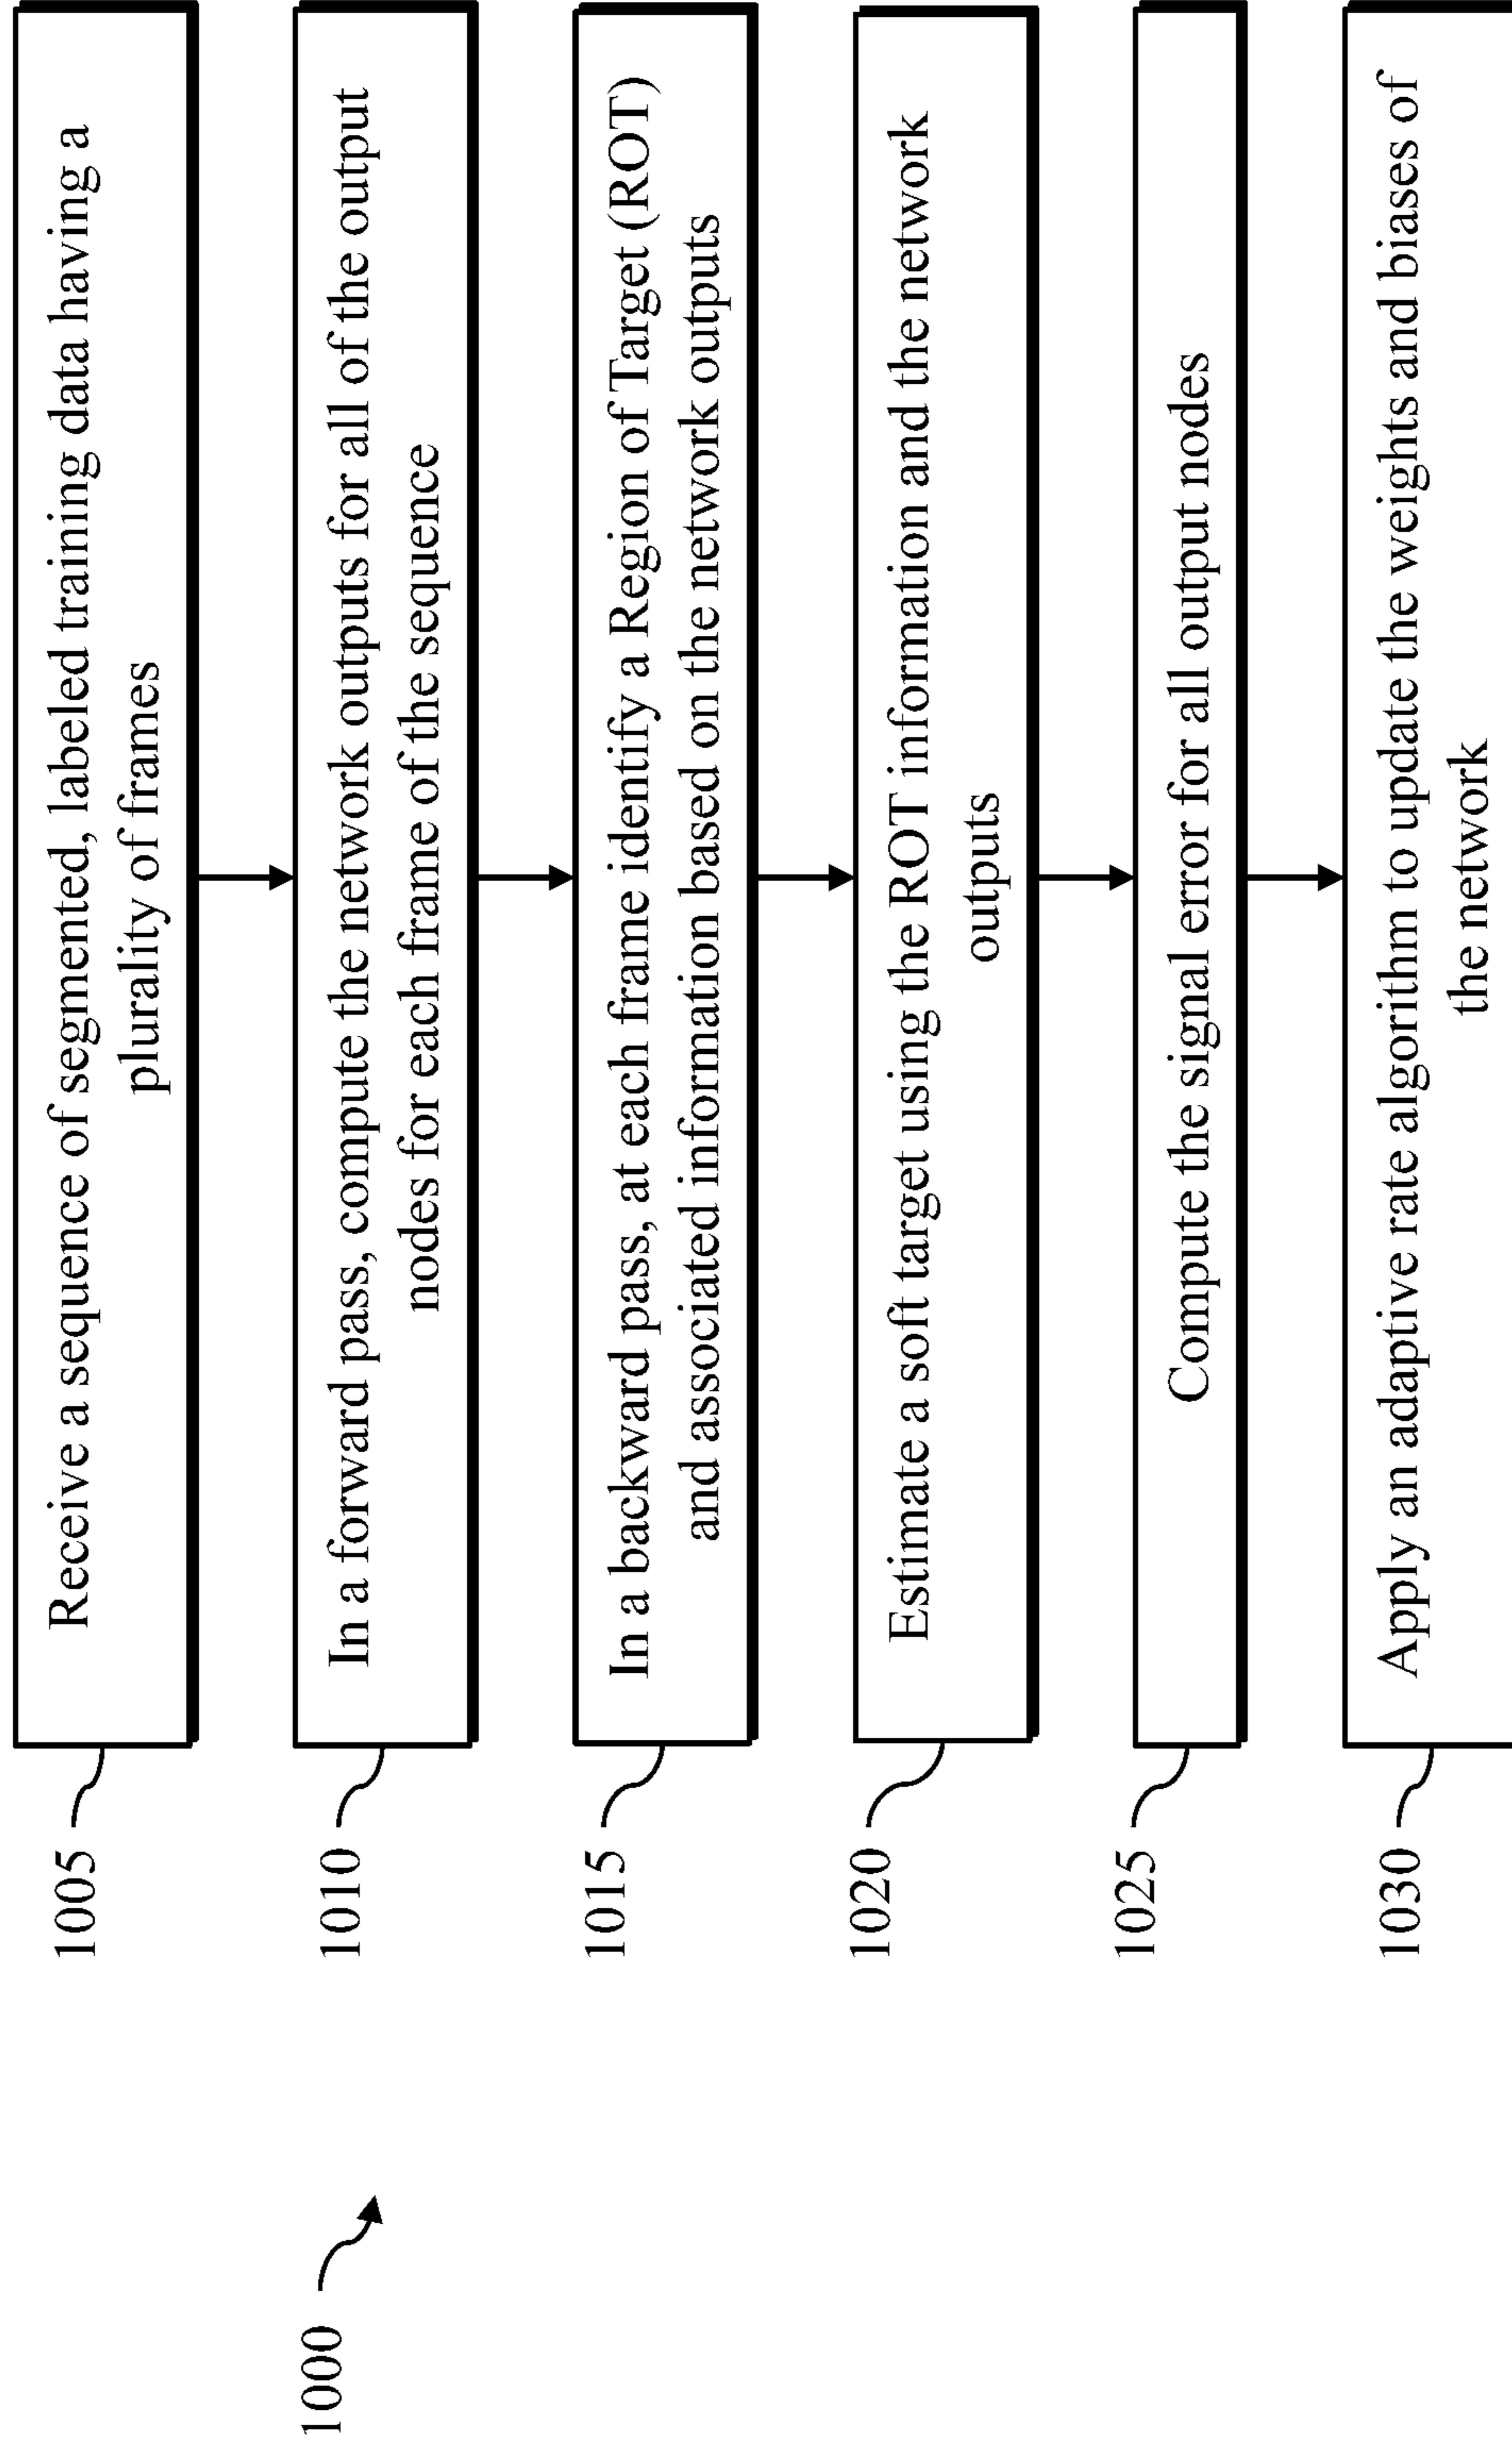 1000
1005
Receive a sequence of segmented, labeled training data having a
plurality of frames
1010
In a forward pass, compute the network outputs for all of the output
nodes for each frame of the sequence
1015
In a backward pass, at each frame identify a Region of Target (ROT)
and associated information based on the network outputs
1020
Estimate a soft target using the ROT information and the network
outputs
1025
Compute the signal error for all output nodes
1030
Apply an adaptive rate algorithm to update the weights and biases of
the network